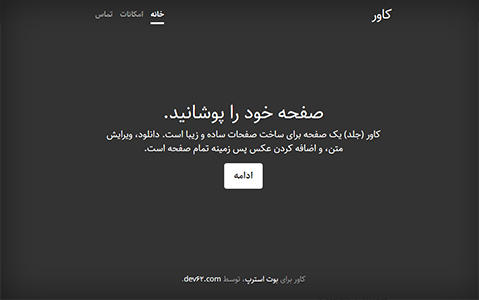 کاور
خانه امکانات تماس
صفحه خود را پوشانید.
کاور (جلد) یک صفحه برای ساخت صفحات ساده و زیبا است. دانلود، ویرایش
متن، و اضافه کردن عکس پس زمینه تمام صفحه است.
ادامه
کاور برای بوت استرپ، توسط dev۶۲.com.